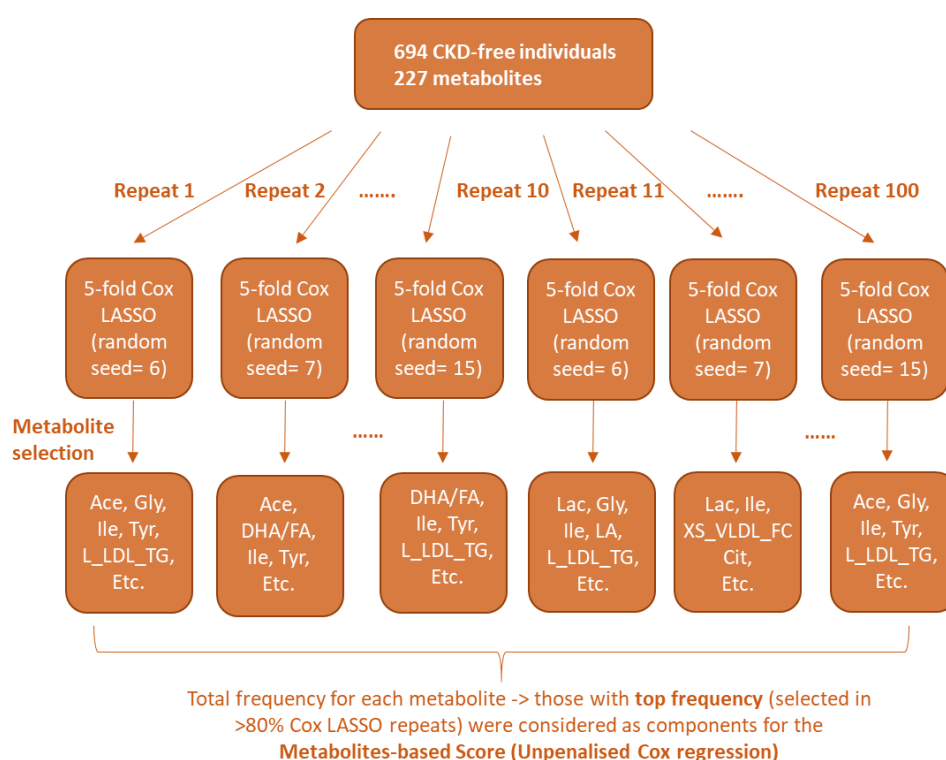 694 CKD-free individuals
227 metabolites
Repeat 1
Repeat 2
.......
Repeat 10
Repeat 11
.......
Repeat 100
5-fold Cox
LASSO
(random
seed= 6)
5-fold Cox
LASSO
(random
seed= 7)
5-fold Cox
LASSO
(random
seed= 15)
5-fold Cox
LASSO
(random
seed= 6)
5-fold Cox
LASSO
(random
seed= 7)
5-fold Cox
LASSO
(random
seed= 15)
Metabolite
selection
......
......
Ace, Gly,
Ile, Tyr,
L_LDL_TG,
Etc.
Ace,
DHA/FA,
Ile, Tyr,
Etc.
DHA/FA,
Ile, Tyr,
L_LDL_TG,
Etc.
Lac, Gly,
Ile, LA,
L_LDL_TG,
Etc.
Lac, Ile,
XS_VLDL_FC
Cit,
Etc.
Ace, Gly,
Ile, Tyr,
L_LDL_TG,
Etc.
Total frequency for each metabolite -> those with top frequency (selected in
>80% Cox LASSO repeats) were considered as components for the
Metabolites-based Score (Unpenalised Cox regression)